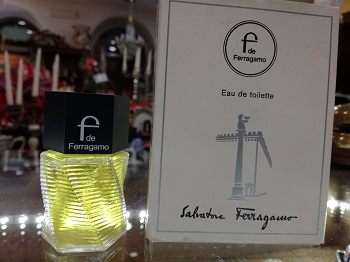 f
de
Ferragamo
Eau de toilette
Salvatore Ferragamo
f de
Ferragamo